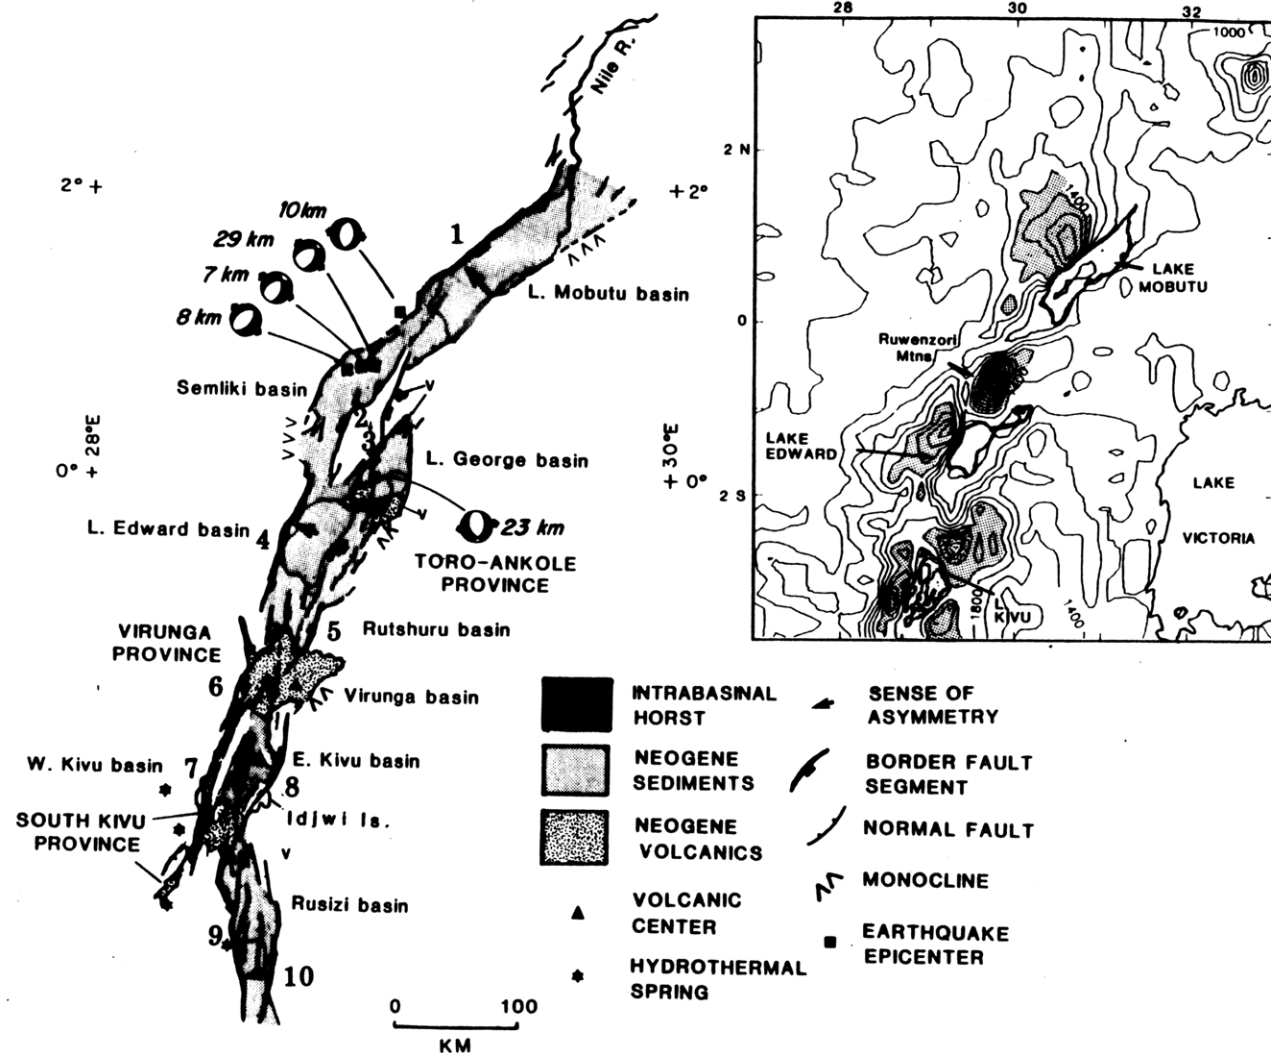 Nile R.
2° +
+ 2°
10 km
29 km
7 km
8 km
1
L. Mobutu basin
Semliki basin
2
3
V
VVV
0° + 28°E
+ 0°
+ 30°E
L. George basin
V
L. Edward basin
4
23 km
TORO-ANKOLE
PROVINCE
5
Rutshuru basin
VIRUNGA
PROVINCE
6
Virunga basin
W. Kivu basin
7
E. Kivu basin
8
Idjwi Is.
SOUTH KIVU
PROVINCE
V
Rusizi basin
9
10
0 100
KM
28 30 32
1000
2 N
1400
LAKE
MOBUTU
0
Ruwenzori
Mtns.
LAKE
EDWARD
2 S
LAKE
VICTORIA
L.
KIVU
1800
1400
INTRABASINAL
HORST
NEOGENE
SEDIMENTS
NEOGENE
VOLCANICS
VOLCANIC
CENTER
HYDROTHERMAL
SPRING
SENSE OF
ASYMMETRY
BORDER FAULT
SEGMENT
NORMAL FAULT
MONOCLINE
EARTHQUAKE
EPICENTER